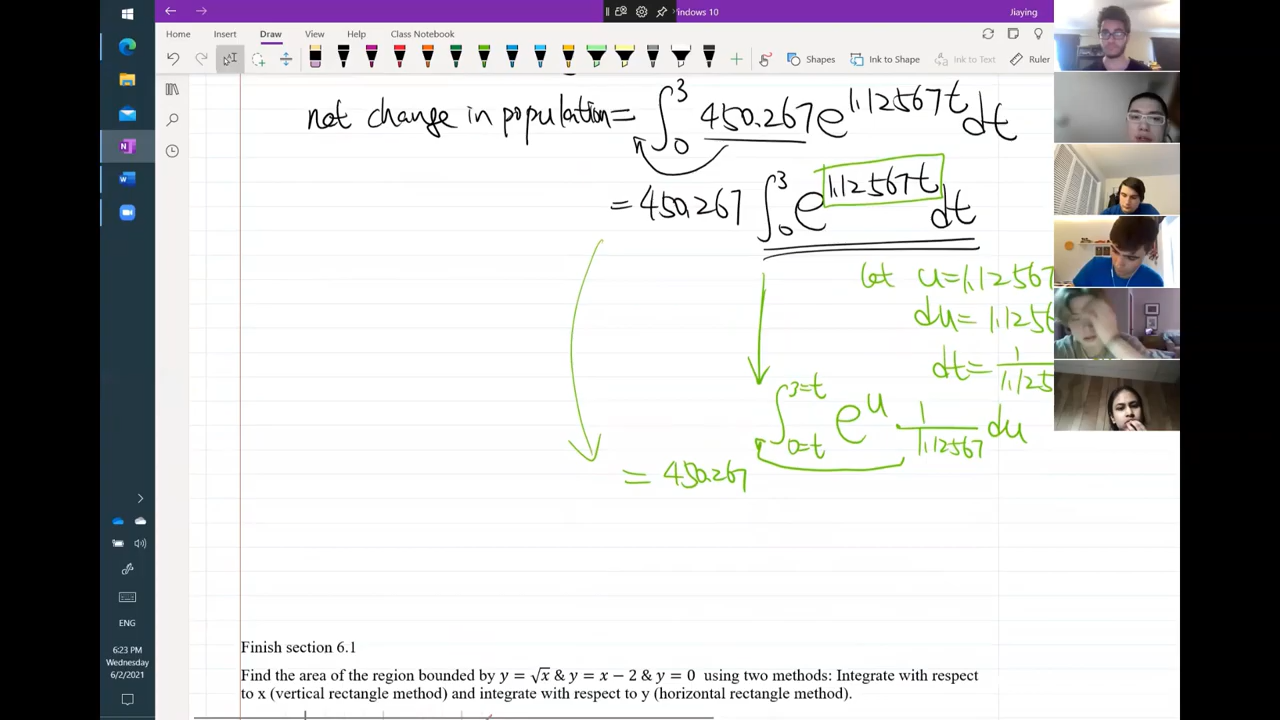 indows 10
Jiaying
Home Insert Draw View Help Class Notebook
Shapes Ink to Shape Ink to Text Ruler
net change in population = ∫₀³ 450.267e^{1.12567t}dt
= 450.267 ∫₀³ e^{1.12567t}dt
let u=1.12567
du=1.1256
dt= 1/1.125
∫_{0=t}^{3=t} e^u · 1/1.12567 du
= 450.267
ENG
6:23 PM
Wednesday
6/2/2021
Finish section 6.1
Find the area of the region bounded by y = √x & y = x − 2 & y = 0 using two methods: Integrate with respect
to x (vertical rectangle method) and integrate with respect to y (horizontal rectangle method).